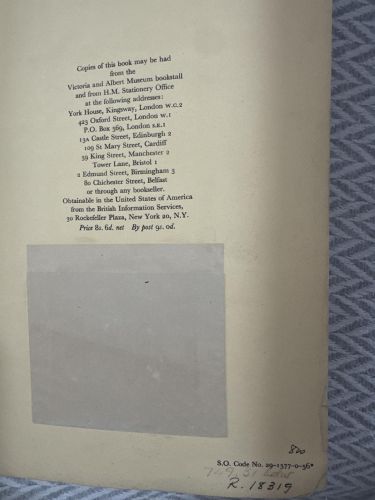 Copies of this book may be had
from the
Victoria and Albert Museum bookstall
and from H.M. Stationery Office
at the following addresses:
York House, Kingsway, London W.C.2
423 Oxford Street, London W.1
P.O. Box 569, London S.E.1
13A Castle Street, Edinburgh 2
109 St Mary Street, Cardiff
39 King Street, Manchester 2
Tower Lane, Bristol 1
2 Edmund Street, Birmingham 3
80 Chichester Street, Belfast
or through any bookseller.
Obtainable in the United States of America
from the British Information Services,
30 Rockefeller Plaza, New York 20, N.Y.
Price 8s. 6d. net By post 9s. 0d.
820
S.O. Code No. 29-1377-0-56*
R.18319